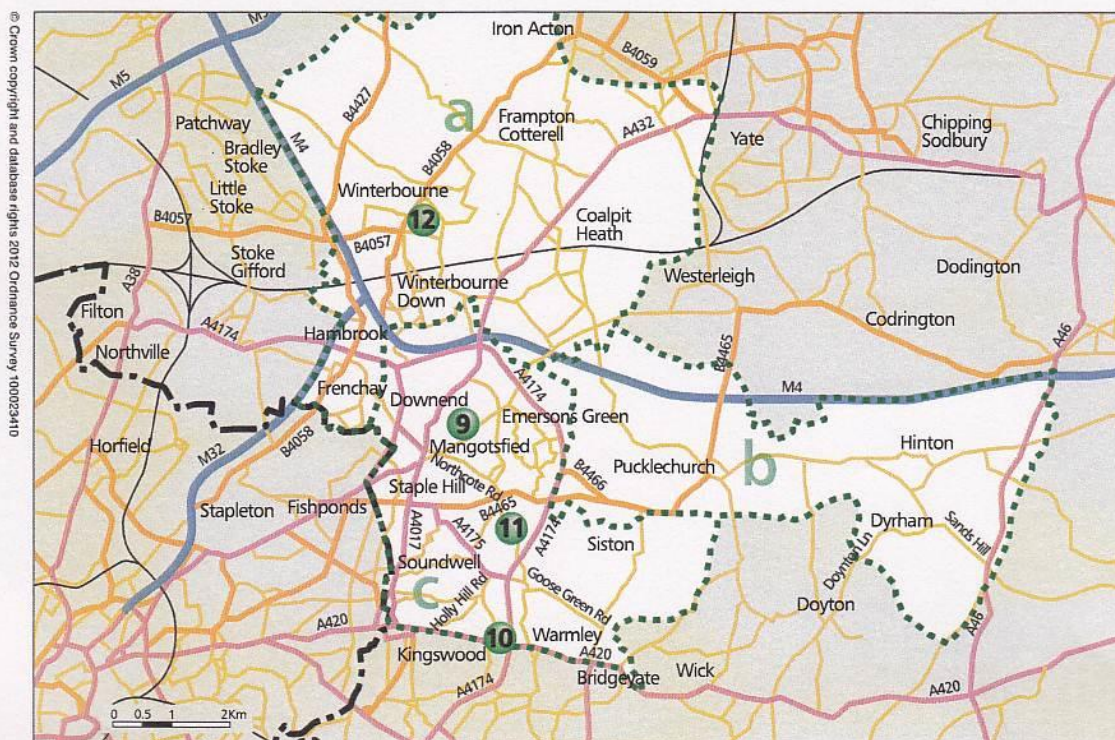 © Crown copyright and database rights 2012 Ordnance Survey 100023410
Iron Acton
B4059
M5
M5
B4427
a
Frampton
Cotterell
A432
Patchway
Bradley
Stoke
M4
B4058
Yate
Chipping
Sodbury
Little
Stoke
Winterbourne
12
B4057
B4057
Coalpit
Heath
Stoke
Gifford
A38
Winterbourne
Down
Westerleigh
Dodington
Filton
A4174
Hambrook
Codrington
A46
Northville
B4465
Frenchay
Downend
A4174
M4
9
Emersons Green
Horfield
M32
B4058
Mangotsfied
Hinton
Northcote Rd
Pucklechurch
b
B4466
Staple Hill
Stapleton
Fishponds
B4465
11
A4017
A4175
A4174
Siston
Dyrham
Sands Hill
Soundwell
Doynton Ln
c
Holly Hill Rd
Goose Green Rd
Doyton
A420
10
Warmley
A46
Kingswood
A420
Wick
Bridgeyate
A4174
A420
0 0.5 1 2Km